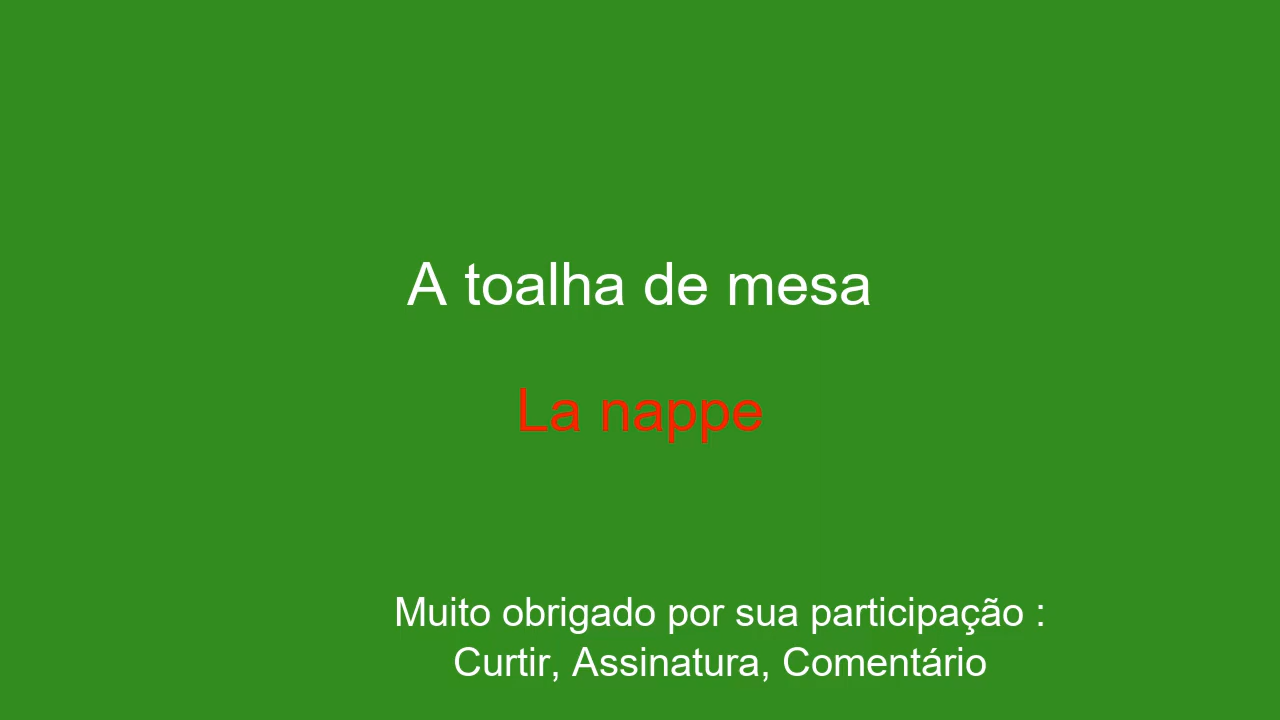 A toalha de mesa
La nappe
Muito obrigado por sua participação :
Curtir, Assinatura, Comentário